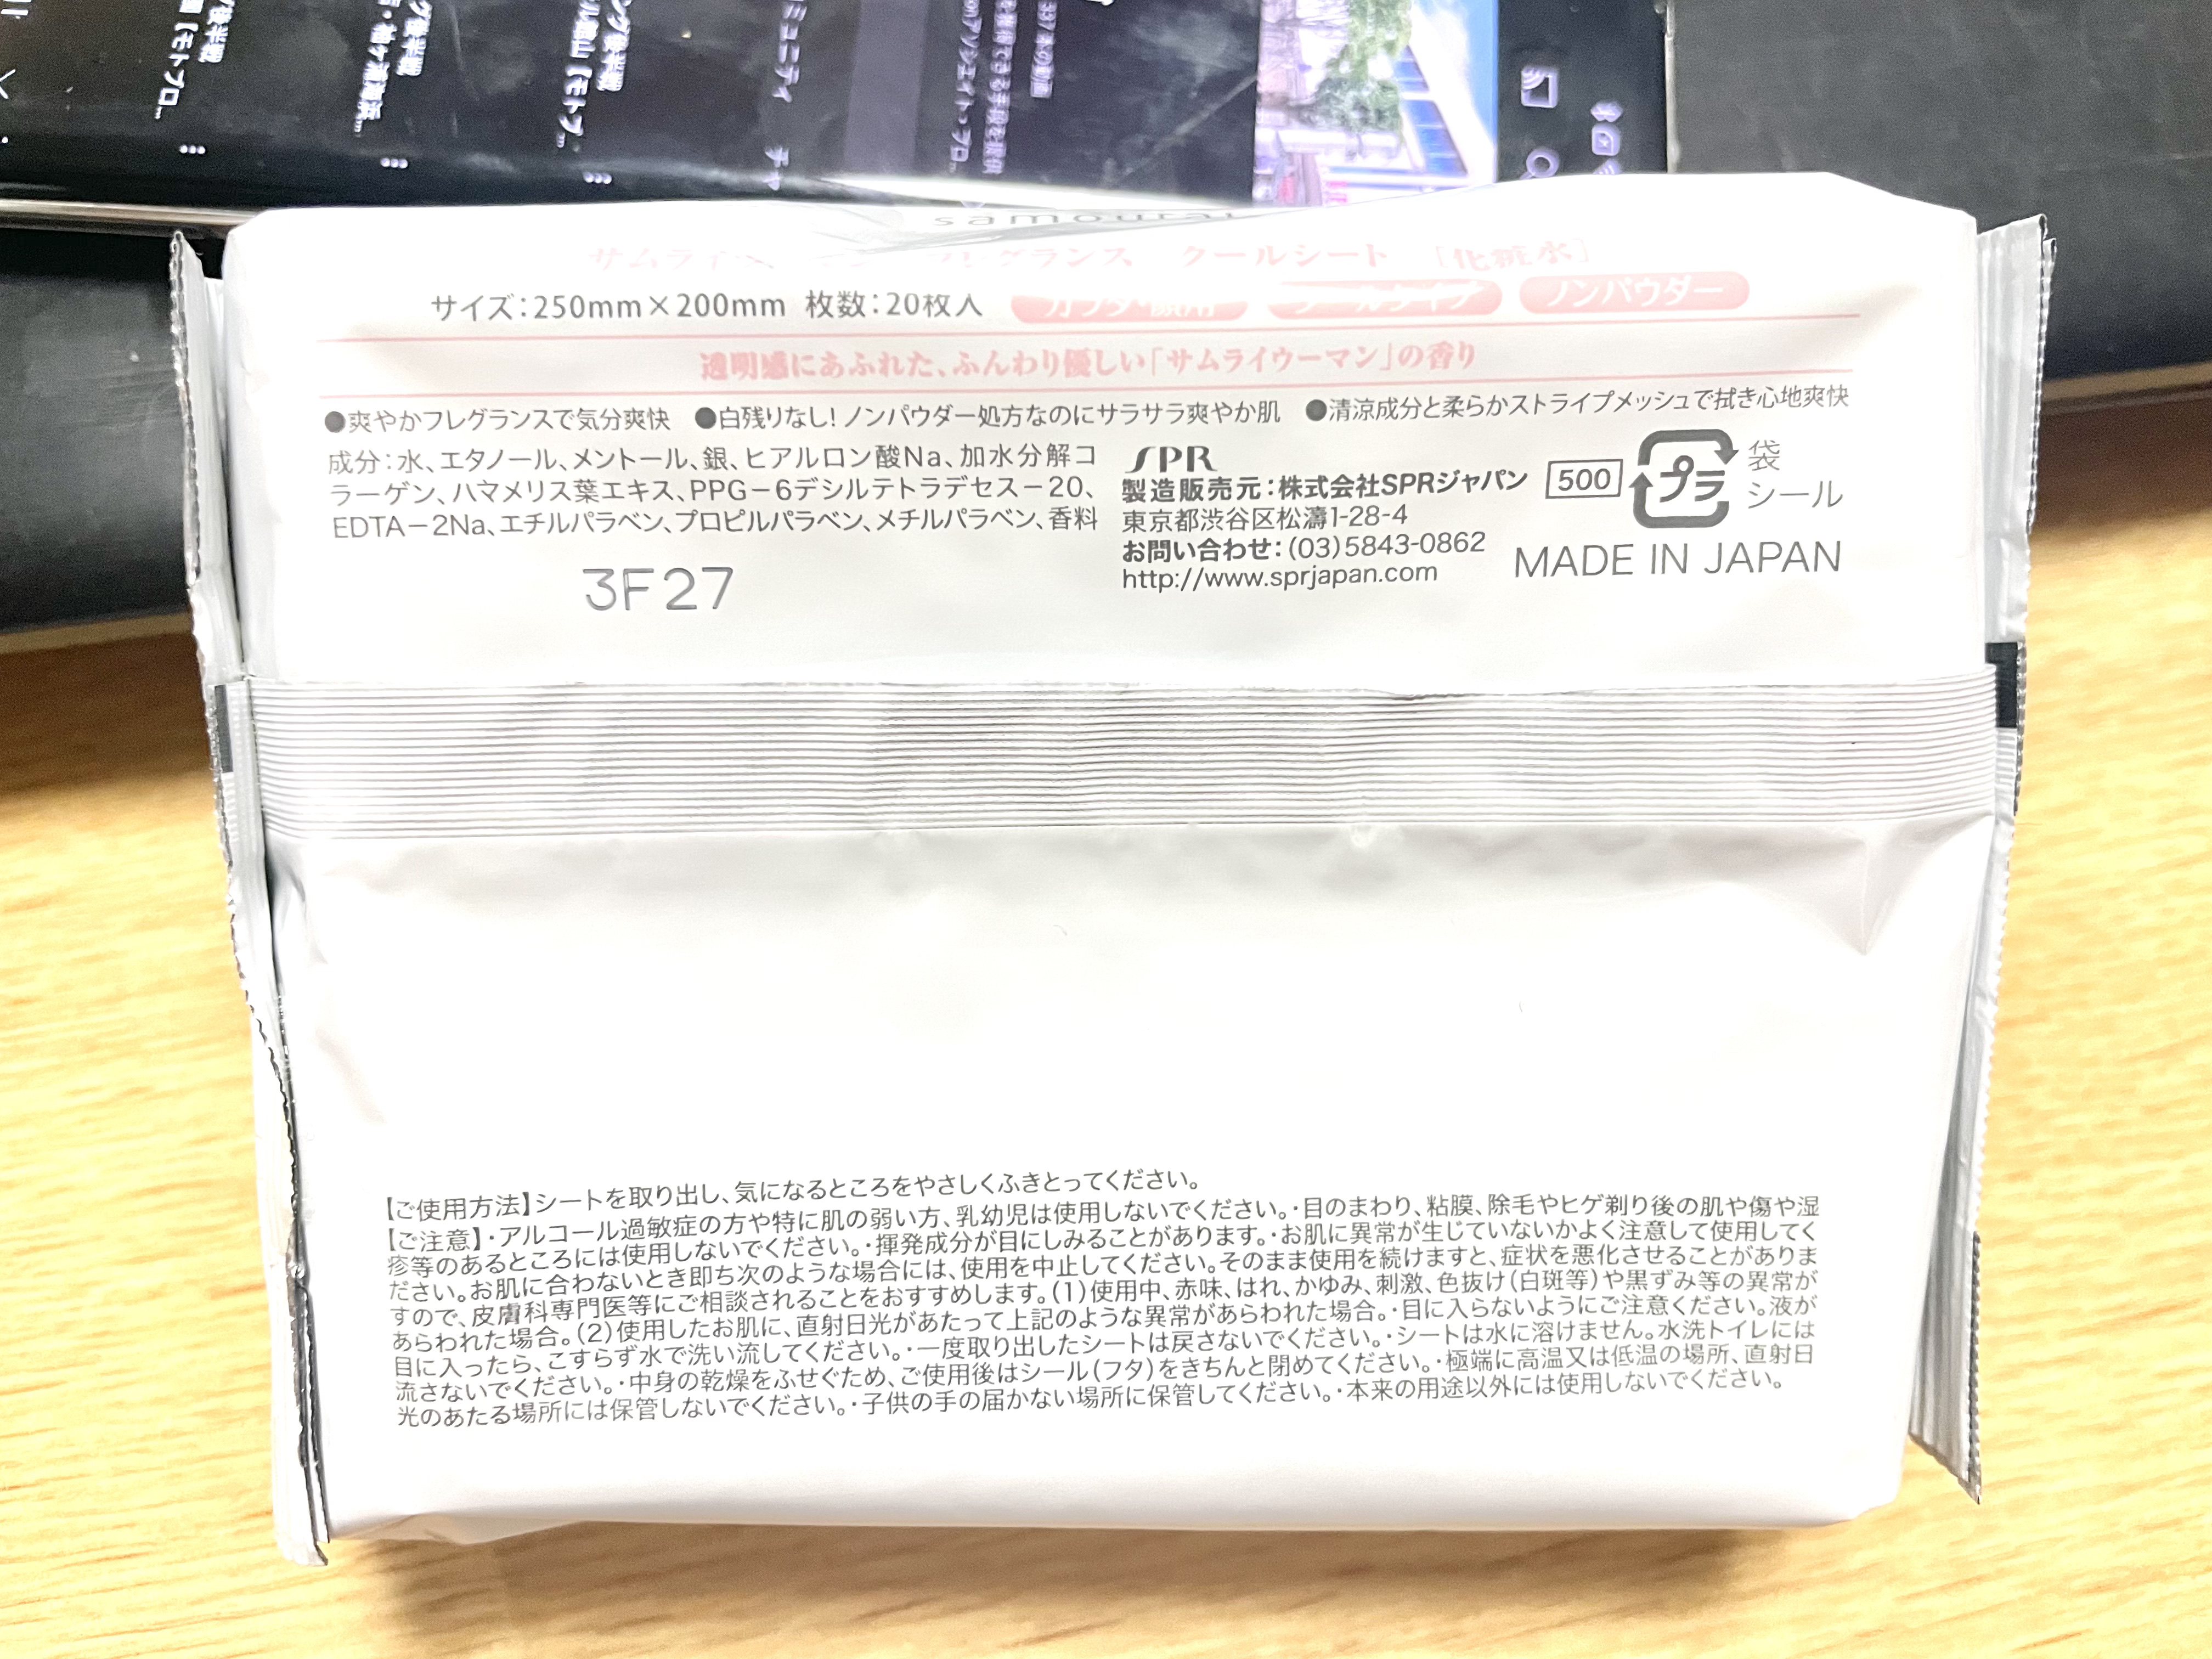 samourai
サムライ フレグランス クールシート [化粧水]
サイズ：250mm×200mm 枚数：20枚入 ノンパウダー
透明感にあふれた、ふんわり優しい「サムライウーマン」の香り
●爽やかフレグランスで気分爽快 ●白残りなし！ノンパウダー処方なのにサラサラ爽やか肌 ●清涼成分と柔らかストライプメッシュで拭き心地爽快
成分：水、エタノール、メントール、銀、ヒアルロン酸Na、加水分解コ
ラーゲン、ハマメリス葉エキス、PPG－6デシルテトラデセス－20、
EDTA－2Na、エチルパラベン、プロピルパラベン、メチルパラベン、香料
3F27
SPR
製造販売元：株式会社SPRジャパン
東京都渋谷区松濤1-28-4
お問い合わせ：(03)5843-0862
http://www.sprjapan.com
500
プラ
袋
シール
MADE IN JAPAN
【ご使用方法】シートを取り出し、気になるところをやさしくふきとってください。
【ご注意】・アルコール過敏症の方や特に肌の弱い方、乳幼児は使用しないでください。・目のまわり、粘膜、除毛やヒゲ剃り後の肌や傷や湿
疹等のあるところには使用しないでください。・揮発成分が目にしみることがあります。・お肌に異常が生じていないかよく注意して使用してく
ださい。お肌に合わないとき即ち次のような場合には、使用を中止してください。そのまま使用を続けますと、症状を悪化させることがありま
すので、皮膚科専門医等にご相談されることをおすすめします。(1)使用中、赤味、はれ、かゆみ、刺激、色抜け(白斑等)や黒ずみ等の異常が
あらわれた場合。(2)使用したお肌に、直射日光があたって上記のような異常があらわれた場合。・目に入らないようにご注意ください。液が
目に入ったら、こすらず水で洗い流してください。・一度取り出したシートは戻さないでください。・シートは水に溶けません。水洗トイレには
流さないでください。・中身の乾燥をふせぐため、ご使用後はシール(フタ)をきちんと閉めてください。・極端に高温又は低温の場所、直射日
光のあたる場所には保管しないでください。・子供の手の届かない場所に保管してください。・本来の用途以外には使用しないでください。